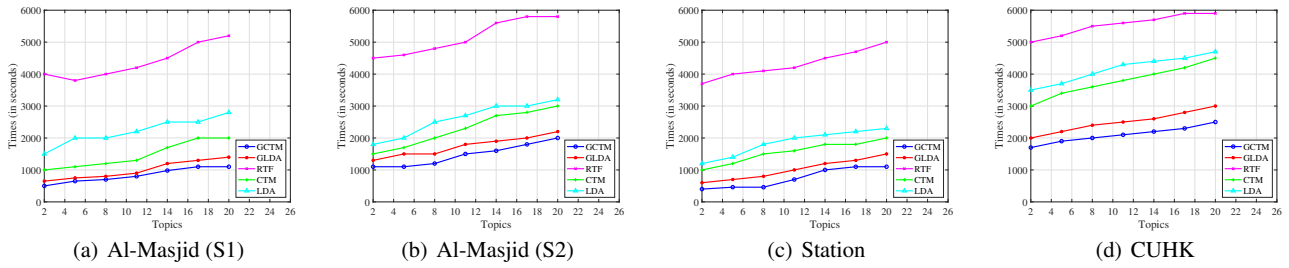 6000
5000
4000
3000
2000
1000
0
Times (in seconds)
2 4 6 8 10 12 14 16 18 20 22 24 26
Topics
GCTM
GLDA
RTF
CTM
LDA
(a) Al-Masjid (S1)
6000
5000
4000
3000
2000
1000
0
Times (in seconds)
2 4 6 8 10 12 14 16 18 20 22 24 26
Topics
GCTM
GLDA
RTF
CTM
LDA
(b) Al-Masjid (S2)
6000
5000
4000
3000
2000
1000
0
Times (in seconds)
2 4 6 8 10 12 14 16 18 20 22 24 26
Topics
GCTM
GLDA
RTF
CTM
LDA
(c) Station
6000
5000
4000
3000
2000
1000
0
Times (in seconds)
2 4 6 8 10 12 14 16 18 20 22 24 26
Topics
GCTM
GLDA
RTF
CTM
LDA
(d) CUHK